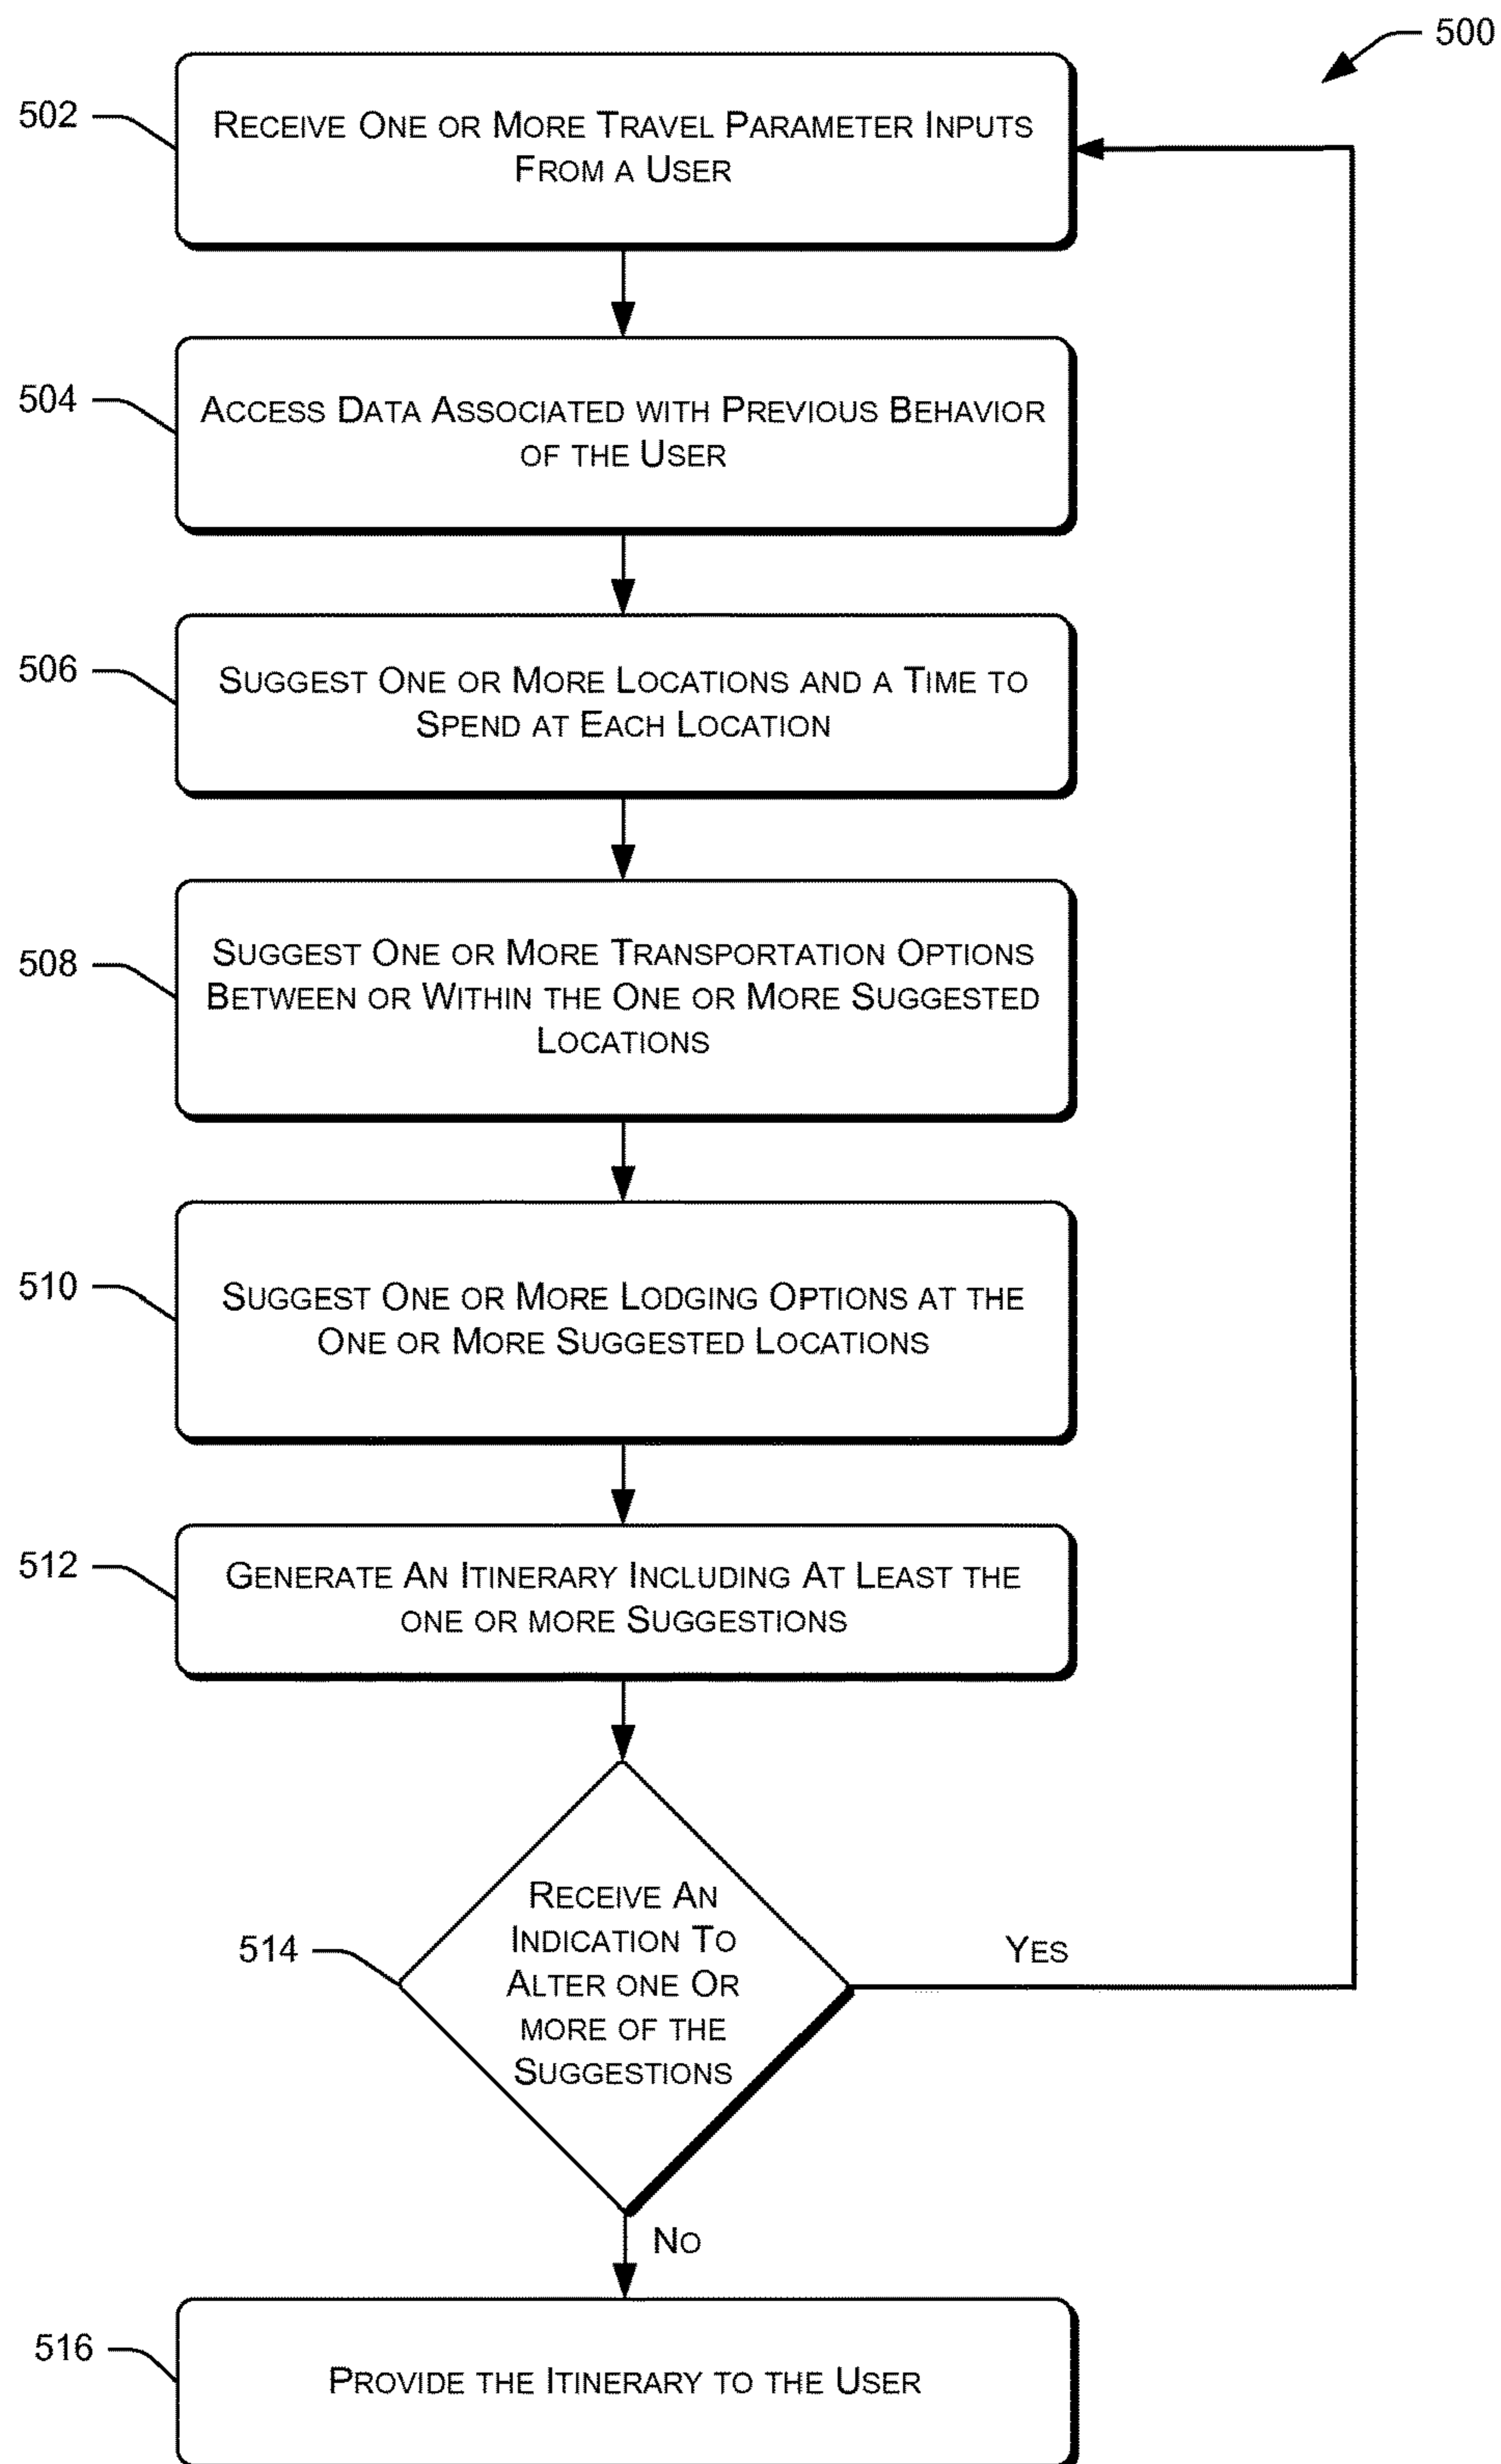 500
502
RECEIVE ONE OR MORE TRAVEL PARAMETER INPUTS
FROM A USER
504
ACCESS DATA ASSOCIATED WITH PREVIOUS BEHAVIOR
OF THE USER
506
SUGGEST ONE OR MORE LOCATIONS AND A TIME TO
SPEND AT EACH LOCATION
508
SUGGEST ONE OR MORE TRANSPORTATION OPTIONS
BETWEEN OR WITHIN THE ONE OR MORE SUGGESTED
LOCATIONS
510
SUGGEST ONE OR MORE LODGING OPTIONS AT THE
ONE OR MORE SUGGESTED LOCATIONS
512
GENERATE AN ITINERARY INCLUDING AT LEAST THE
ONE OR MORE SUGGESTIONS
514
RECEIVE AN
INDICATION TO
ALTER ONE OR
MORE OF THE
SUGGESTIONS
YES
NO
516
PROVIDE THE ITINERARY TO THE USER